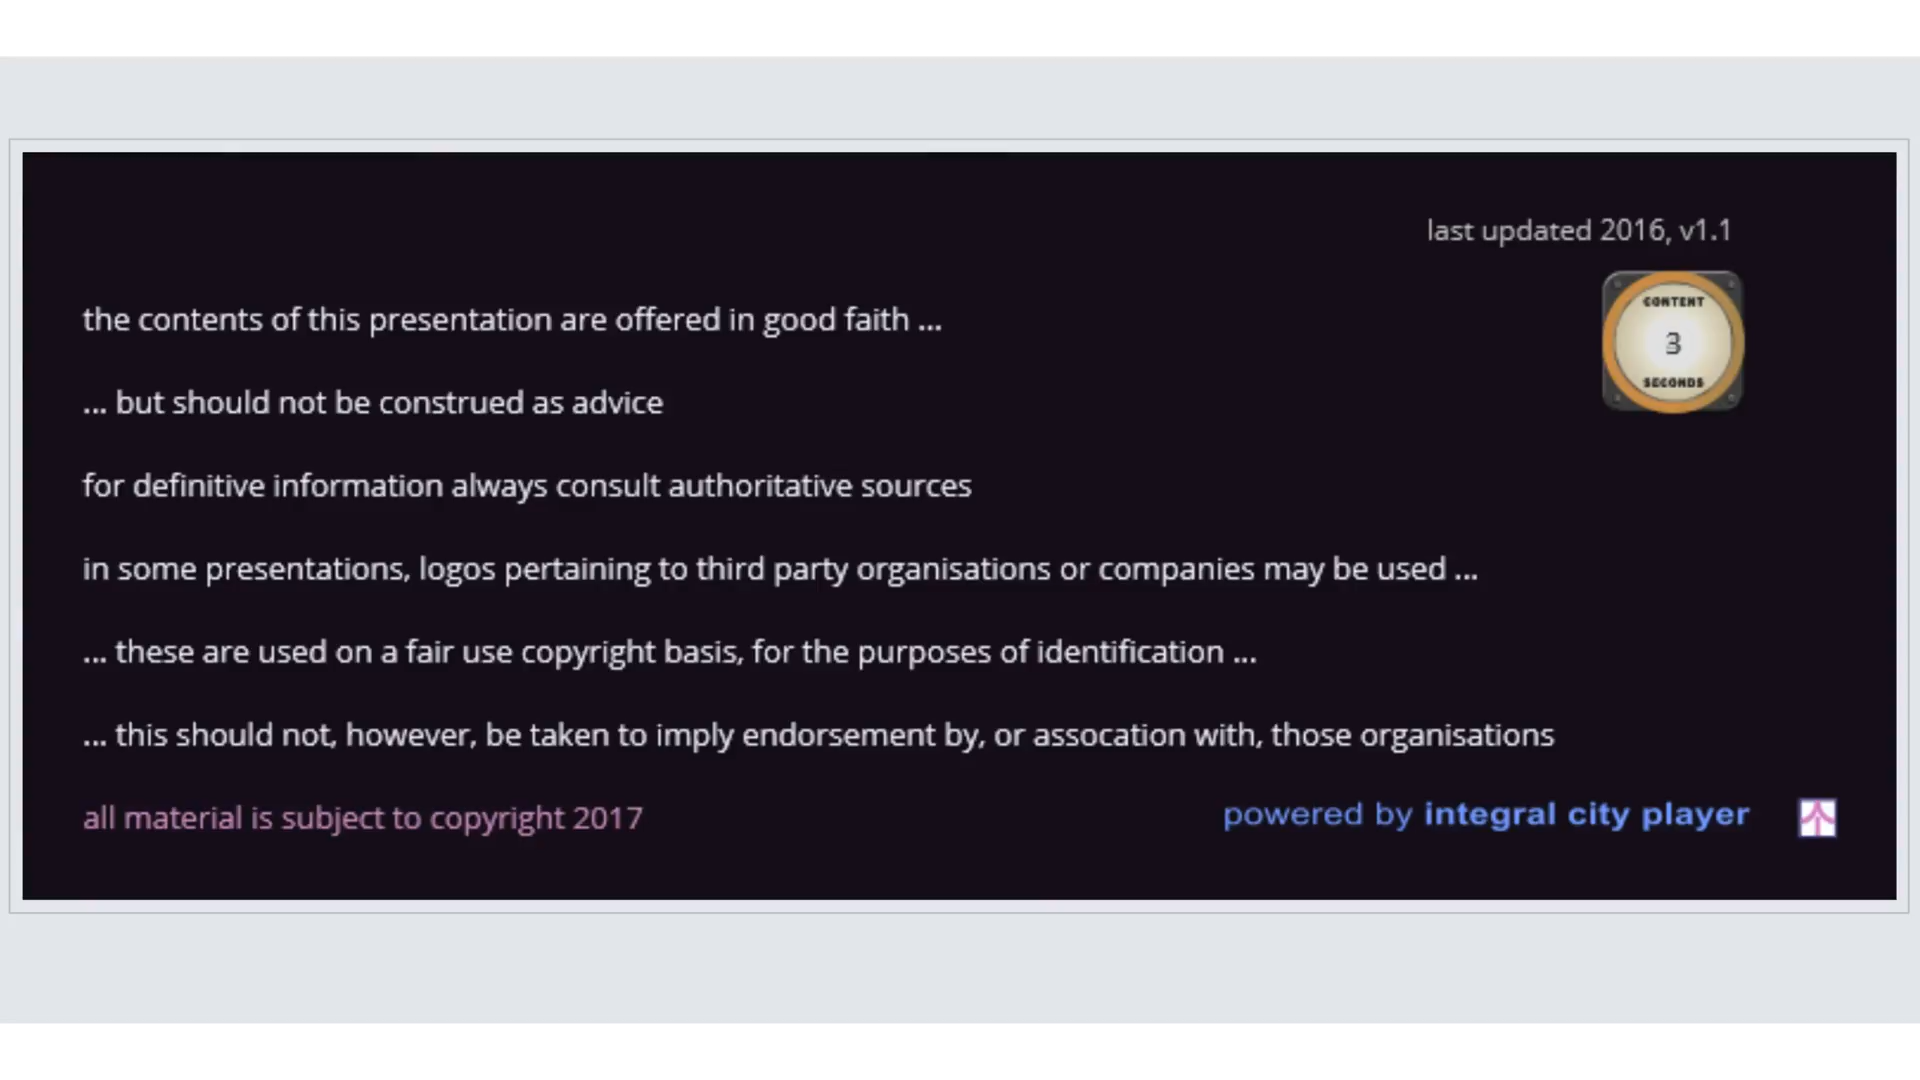 last updated 2016, v1.1
CONTENT
3
SECONDS
the contents of this presentation are offered in good faith ...
... but should not be construed as advice
for definitive information always consult authoritative sources
in some presentations, logos pertaining to third party organisations or companies may be used ...
... these are used on a fair use copyright basis, for the purposes of identification ...
... this should not, however, be taken to imply endorsement by, or assocation with, those organisations
all material is subject to copyright 2017
powered by integral city player